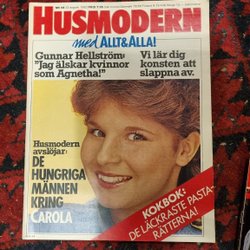 HUSMODERN
med ALLT&ALLA!
Gunnar Hellström:
"Jag älskar kvinnor
som Agnetha!"
Vi lär dig
konsten att
slappna av.
Husmodern
avslöjar:
DE
HUNGRIGA
MÄNNEN
KRING
CAROLA
KOKBOK:
DE LÄCKRASTE PASTA-
RÄTTERNA!